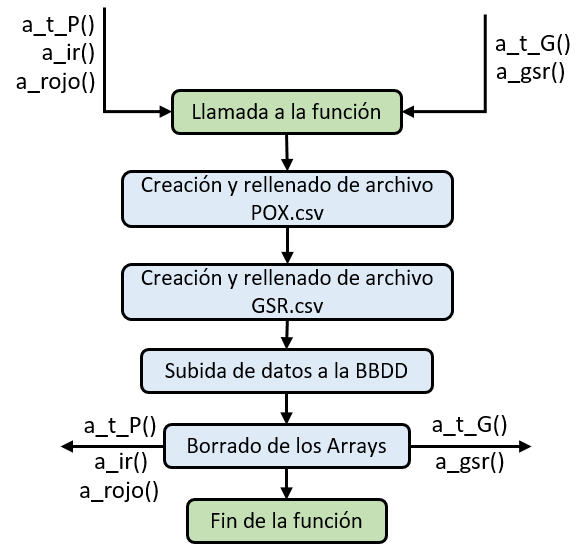 a_t_P()
a_ir()
a_rojo()
a_t_G()
a_gsr()
Llamada a la función
Creación y rellenado de archivo
POX.csv
Creación y rellenado de archivo
GSR.csv
Subida de datos a la BBDD
a_t_P()
a_ir()
a_rojo()
Borrado de los Arrays
a_t_G()
a_gsr()
Fin de la función